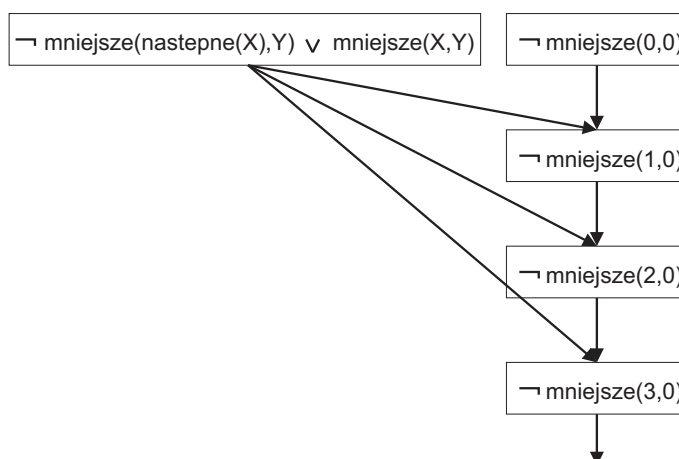 ¬ mniejsze(nastepne(X),Y) ∨ mniejsze(X,Y)
¬ mniejsze(0,0)
¬ mniejsze(1,0)
¬ mniejsze(2,0)
¬ mniejsze(3,0)